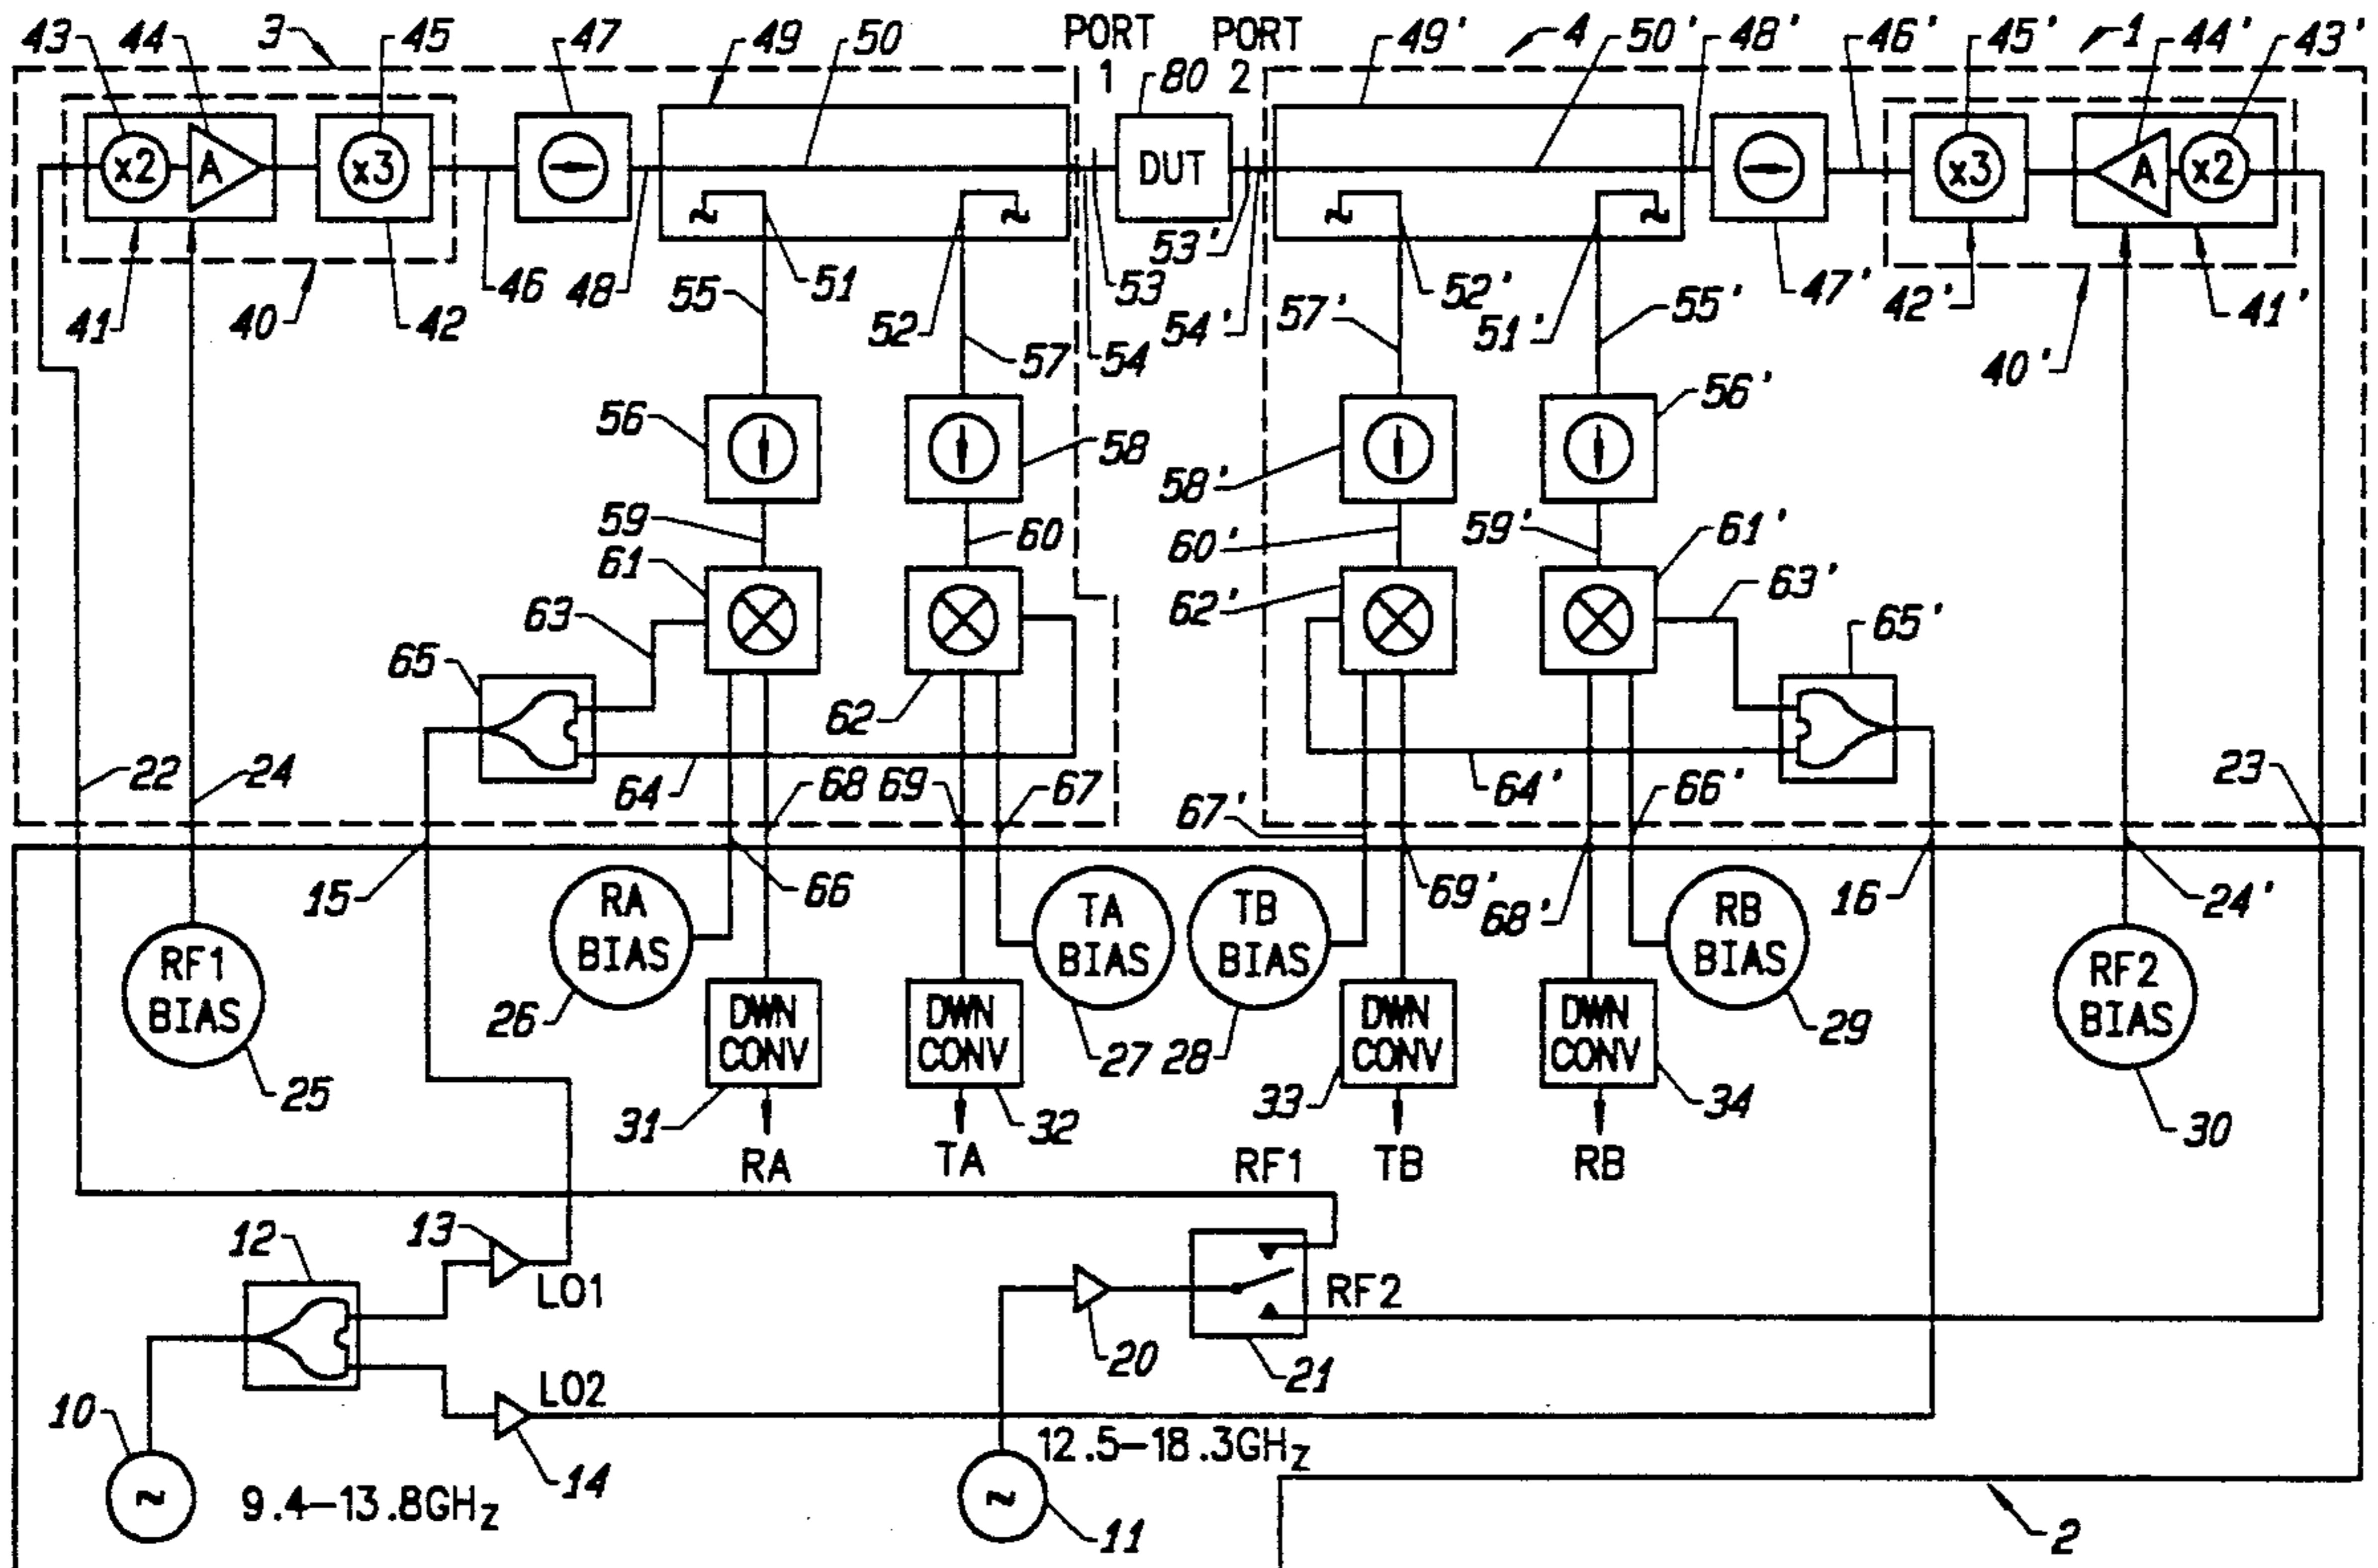 43 44 3 45 47 49 50 PORT 1 PORT 2 49' 4 50' 48' 46' 45' 1 44' 43'
80
x2 A x3 DUT x3 A x2
41 40 42 46 48 55 51 52 57 54 53 53' 54' 57' 52' 51' 55' 47' 42' 40' 41'
56 58 58' 56'
59 60 60' 59' 61'
61 63 62' 63'
65 62 65'
22 24 64 68 69 67 67' 64' 66' 23
15 66 69' 68' 16 24'
RF1
BIAS
25
RA
BIAS
26
TA
BIAS
27
TB
BIAS
28
RB
BIAS
29
RF2
BIAS
30
DWN
CONV
31
DWN
CONV
32
DWN
CONV
33
DWN
CONV
34
RA TA TB RB
RF1
12 13
LO1
RF2
20 21
LO2
10 14
9.4-13.8GHz
12.5-18.3GHz
11
2